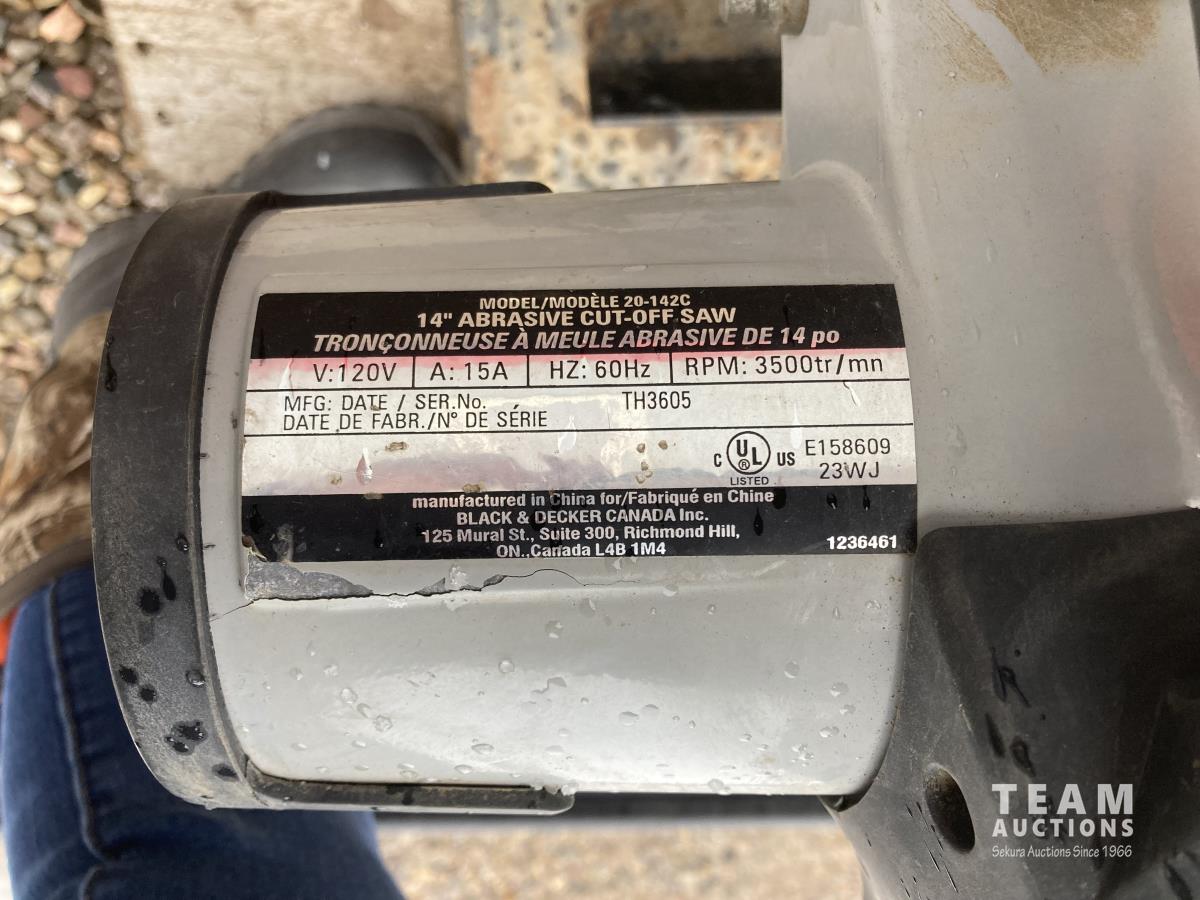 MODEL/MODÈLE 20-142C
14" ABRASIVE CUT-OFF SAW
TRONÇONNEUSE À MEULE ABRASIVE DE 14 po
V:120V A: 15A HZ: 60Hz RPM: 3500tr/mn
MFG: DATE / SER.No. TH3605
DATE DE FABR./N° DE SÉRIE
C UL ® US E158609
LISTED 23WJ
manufactured in China for/Fabriqué en Chine
BLACK & DECKER CANADA Inc.
125 Mural St., Suite 300, Richmond Hill,
ON., Canada L4B 1M4 1236461
TEAM
AUCTIONS
Sekura Auctions Since 1966